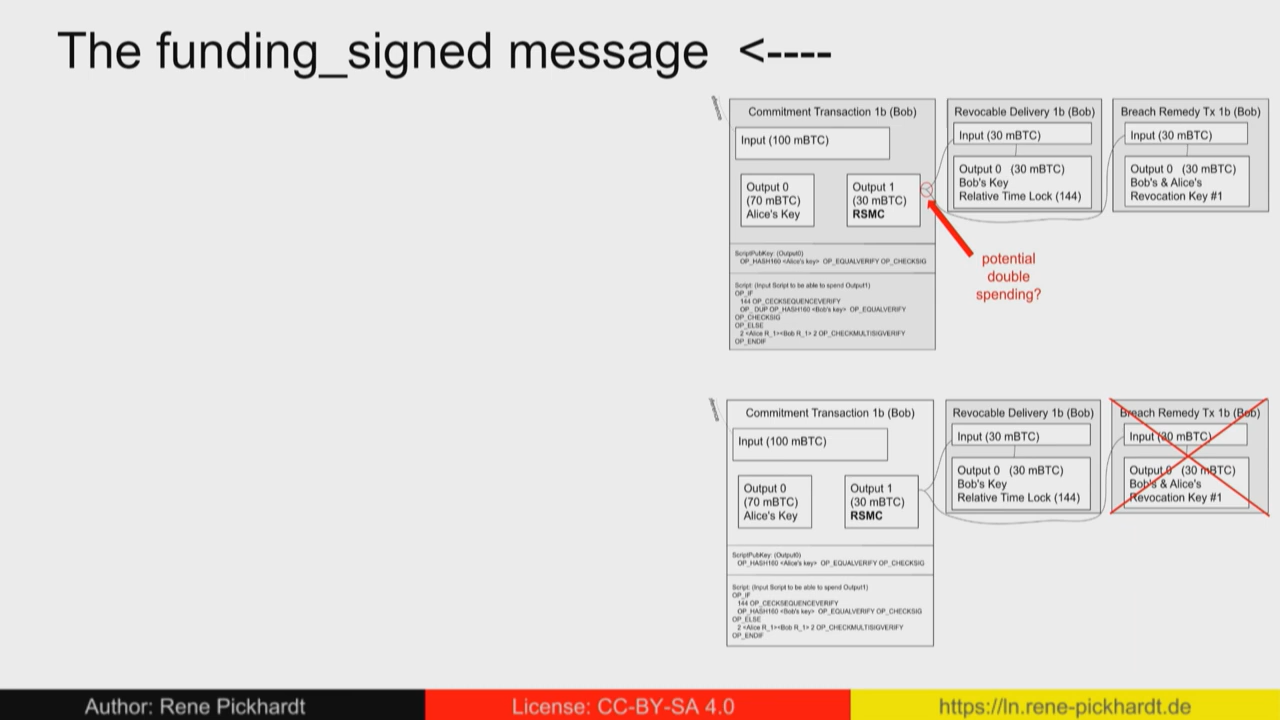 The funding_signed message <----
Commitment Transaction 1b (Bob)
Input (100 mBTC)
Output 0
(70 mBTC)
Alice's Key
Output 1
(30 mBTC)
RSMC
ScriptPubKey: (Output0)
OP_HASH160 <Alice's key> OP_EQUALVERIFY OP_CHECKSIG
Script: (Input Script to be able to spend Output1)
OP_IF
144 OP_CECKSEQUENCEVERIFY
OP_ DUP OP_HASH160 <Bob's key> OP_EQUALVERIFY
OP_CHECKSIG
OP_ELSE
2 <Alice R_1><Bob R_1> 2 OP_CHECKMULTISIGVERIFY
OP_ENDIF
Revocable Delivery 1b (Bob)
Input (30 mBTC)
Output 0 (30 mBTC)
Bob's Key
Relative Time Lock (144)
Breach Remedy Tx 1b (Bob)
Input (30 mBTC)
Output 0 (30 mBTC)
Bob's & Alice's
Revocation Key #1
potential
double
spending?
Commitment Transaction 1b (Bob)
Input (100 mBTC)
Output 0
(70 mBTC)
Alice's Key
Output 1
(30 mBTC)
RSMC
ScriptPubKey: (Output0)
OP_HASH160 <Alice's key> OP_EQUALVERIFY OP_CHECKSIG
Script: (Input Script to be able to spend Output1)
OP_IF
144 OP_CECKSEQUENCEVERIFY
OP_HASH160 <Bob's key> OP_EQUALVERIFY OP_CHECKSIG
OP_ELSE
2 <Alice R_1><Bob R_1> 2 OP_CHECKMULTISIGVERIFY
OP_ENDIF
Revocable Delivery 1b (Bob)
Input (30 mBTC)
Output 0 (30 mBTC)
Bob's Key
Relative Time Lock (144)
Breach Remedy Tx 1b (Bob)
Input (30 mBTC)
Output 0 (30 mBTC)
Bob's & Alice's
Revocation Key #1
Author: Rene Pickhardt
License: CC-BY-SA 4.0
https://ln.rene-pickhardt.de